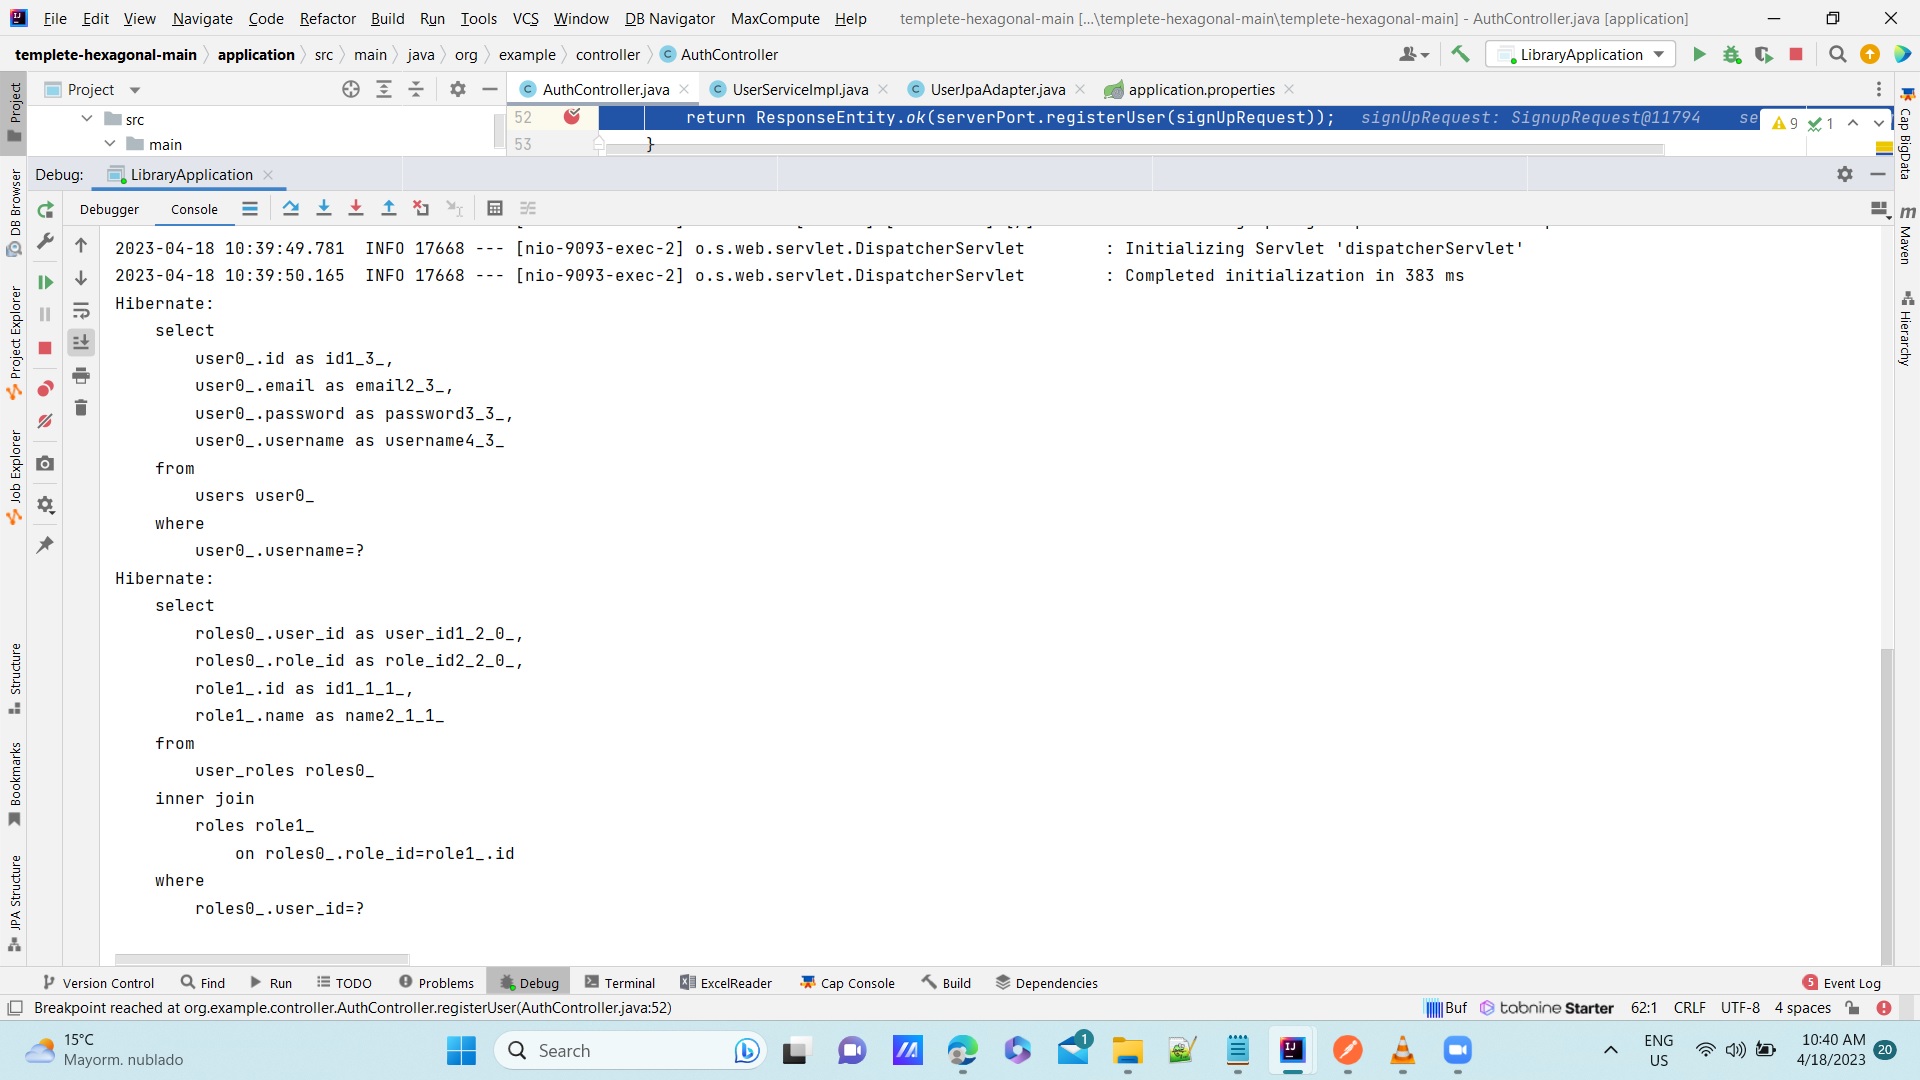 File Edit View Navigate Code Refactor Build Run Tools VCS Window DB Navigator MaxCompute Help templete-hexagonal-main [...\templete-hexagonal-main\templete-hexagonal-main] - AuthController.java [application]
templete-hexagonal-main application src main java org example controller AuthController LibraryApplication
Project AuthController.java UserServiceImpl.java UserJpaAdapter.java application.properties
src
main
52 return ResponseEntity.ok(serverPort.registerUser(signUpRequest)); signUpRequest: SignupRequest@11794 se 9 1
53 }
Debug: LibraryApplication
Debugger Console
2023-04-18 10:39:49.781 INFO 17668 --- [nio-9093-exec-2] o.s.web.servlet.DispatcherServlet : Initializing Servlet 'dispatcherServlet'
2023-04-18 10:39:50.165 INFO 17668 --- [nio-9093-exec-2] o.s.web.servlet.DispatcherServlet : Completed initialization in 383 ms
Hibernate:
select
user0_.id as id1_3_,
user0_.email as email2_3_,
user0_.password as password3_3_,
user0_.username as username4_3_
from
users user0_
where
user0_.username=?
Hibernate:
select
roles0_.user_id as user_id1_2_0_,
roles0_.role_id as role_id2_2_0_,
role1_.id as id1_1_1_,
role1_.name as name2_1_1_
from
user_roles roles0_
inner join
roles role1_
on roles0_.role_id=role1_.id
where
roles0_.user_id=?
Project
DB Browser
Project Explorer
Job Explorer
Structure
Bookmarks
JPA Structure
Cap BigData
m Maven
Hierarchy
Version Control Find Run TODO Problems Debug Terminal ExcelReader Cap Console Build Dependencies 5 Event Log
Breakpoint reached at org.example.controller.AuthController.registerUser(AuthController.java:52) Buf tabnine Starter 62:1 CRLF UTF-8 4 spaces
15°C
Mayorm. nublado
Search
1
ENG
US
10:40 AM
4/18/2023
20